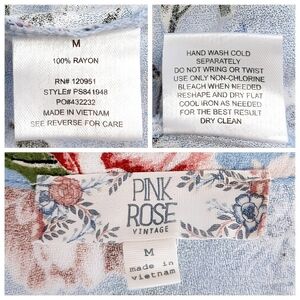 M
100% RAYON
RN# 120951
STYLE# PS841948
PO#432232
MADE IN VIETNAM
SEE REVERSE FOR CARE
HAND WASH COLD
SEPARATELY
DO NOT WRING OR TWIST
USE ONLY NON-CHLORINE
BLEACH WHEN NEEDED
RESHAPE AND DRY FLAT
COOL IRON AS NEEDED
FOR THE BEST RESULT
DRY CLEAN
PINK
ROSE
VINTAGE
M
made in
vietnam